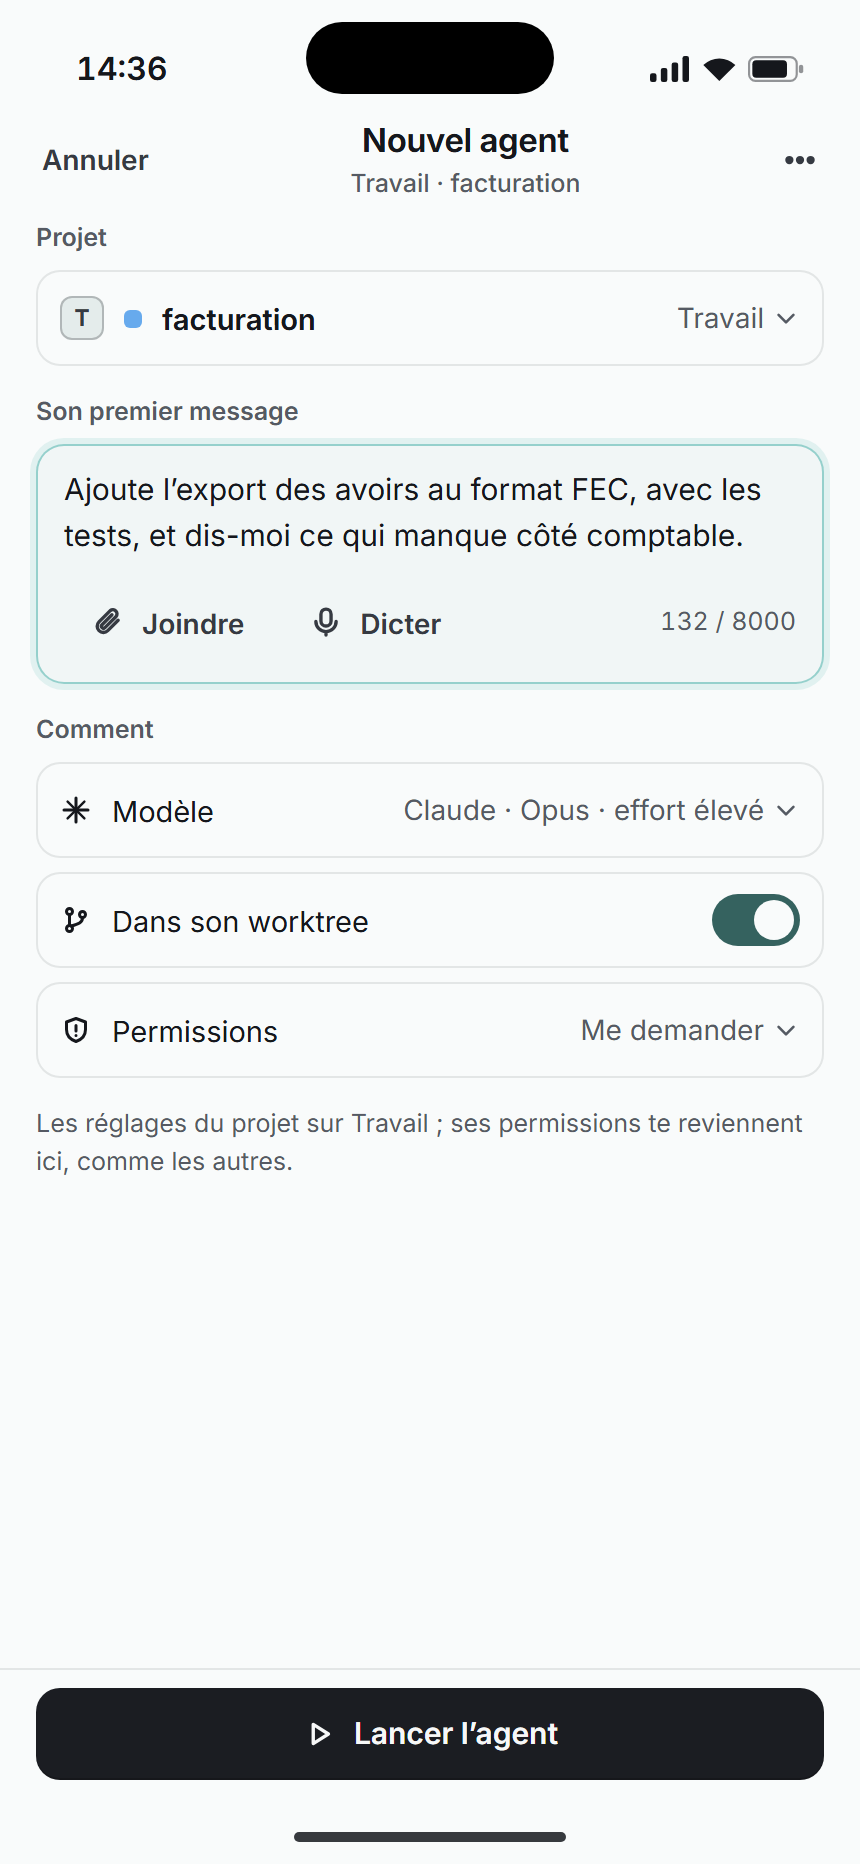 14:36
Annuler
Nouvel agent
Travail · facturation
Projet
T
facturation
Travail
Son premier message
Ajoute l’export des avoirs au format FEC, avec les
tests, et dis-moi ce qui manque côté comptable.
Joindre
Dicter
132 / 8000
Comment
Modèle
Claude · Opus · effort élevé
Dans son worktree
Permissions
Me demander
Les réglages du projet sur Travail ; ses permissions te reviennent
ici, comme les autres.
Lancer l’agent